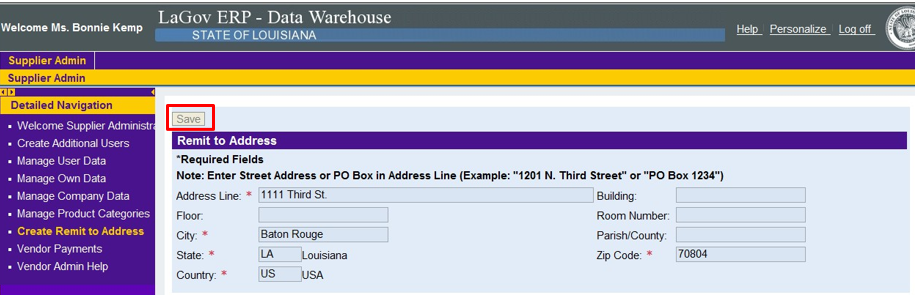 Welcome Ms. Bonnie Kemp
LaGov ERP - Data Warehouse
STATE OF LOUISIANA
Help Personalize Log off
Supplier Admin
Supplier Admin
Detailed Navigation
Welcome Supplier Administra
Create Additional Users
Manage User Data
Manage Own Data
Manage Company Data
Manage Product Categories
Create Remit to Address
Vendor Payments
Vendor Admin Help
Save
Remit to Address
*Required Fields
Note: Enter Street Address or PO Box in Address Line (Example: "1201 N. Third Street" or "PO Box 1234")
Address Line: * 1111 Third St. Building:
Floor: Room Number:
City: * Baton Rouge Parish/County:
State: * LA Louisiana Zip Code: * 70804
Country: * US USA